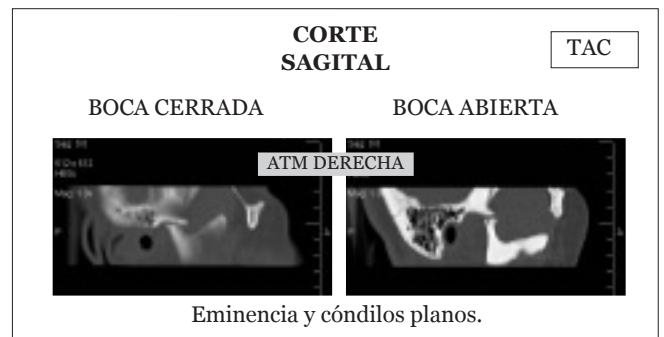 CORTE
SAGITAL
TAC
BOCA CERRADA
BOCA ABIERTA
ATM DERECHA
Eminencia y cóndilos planos.